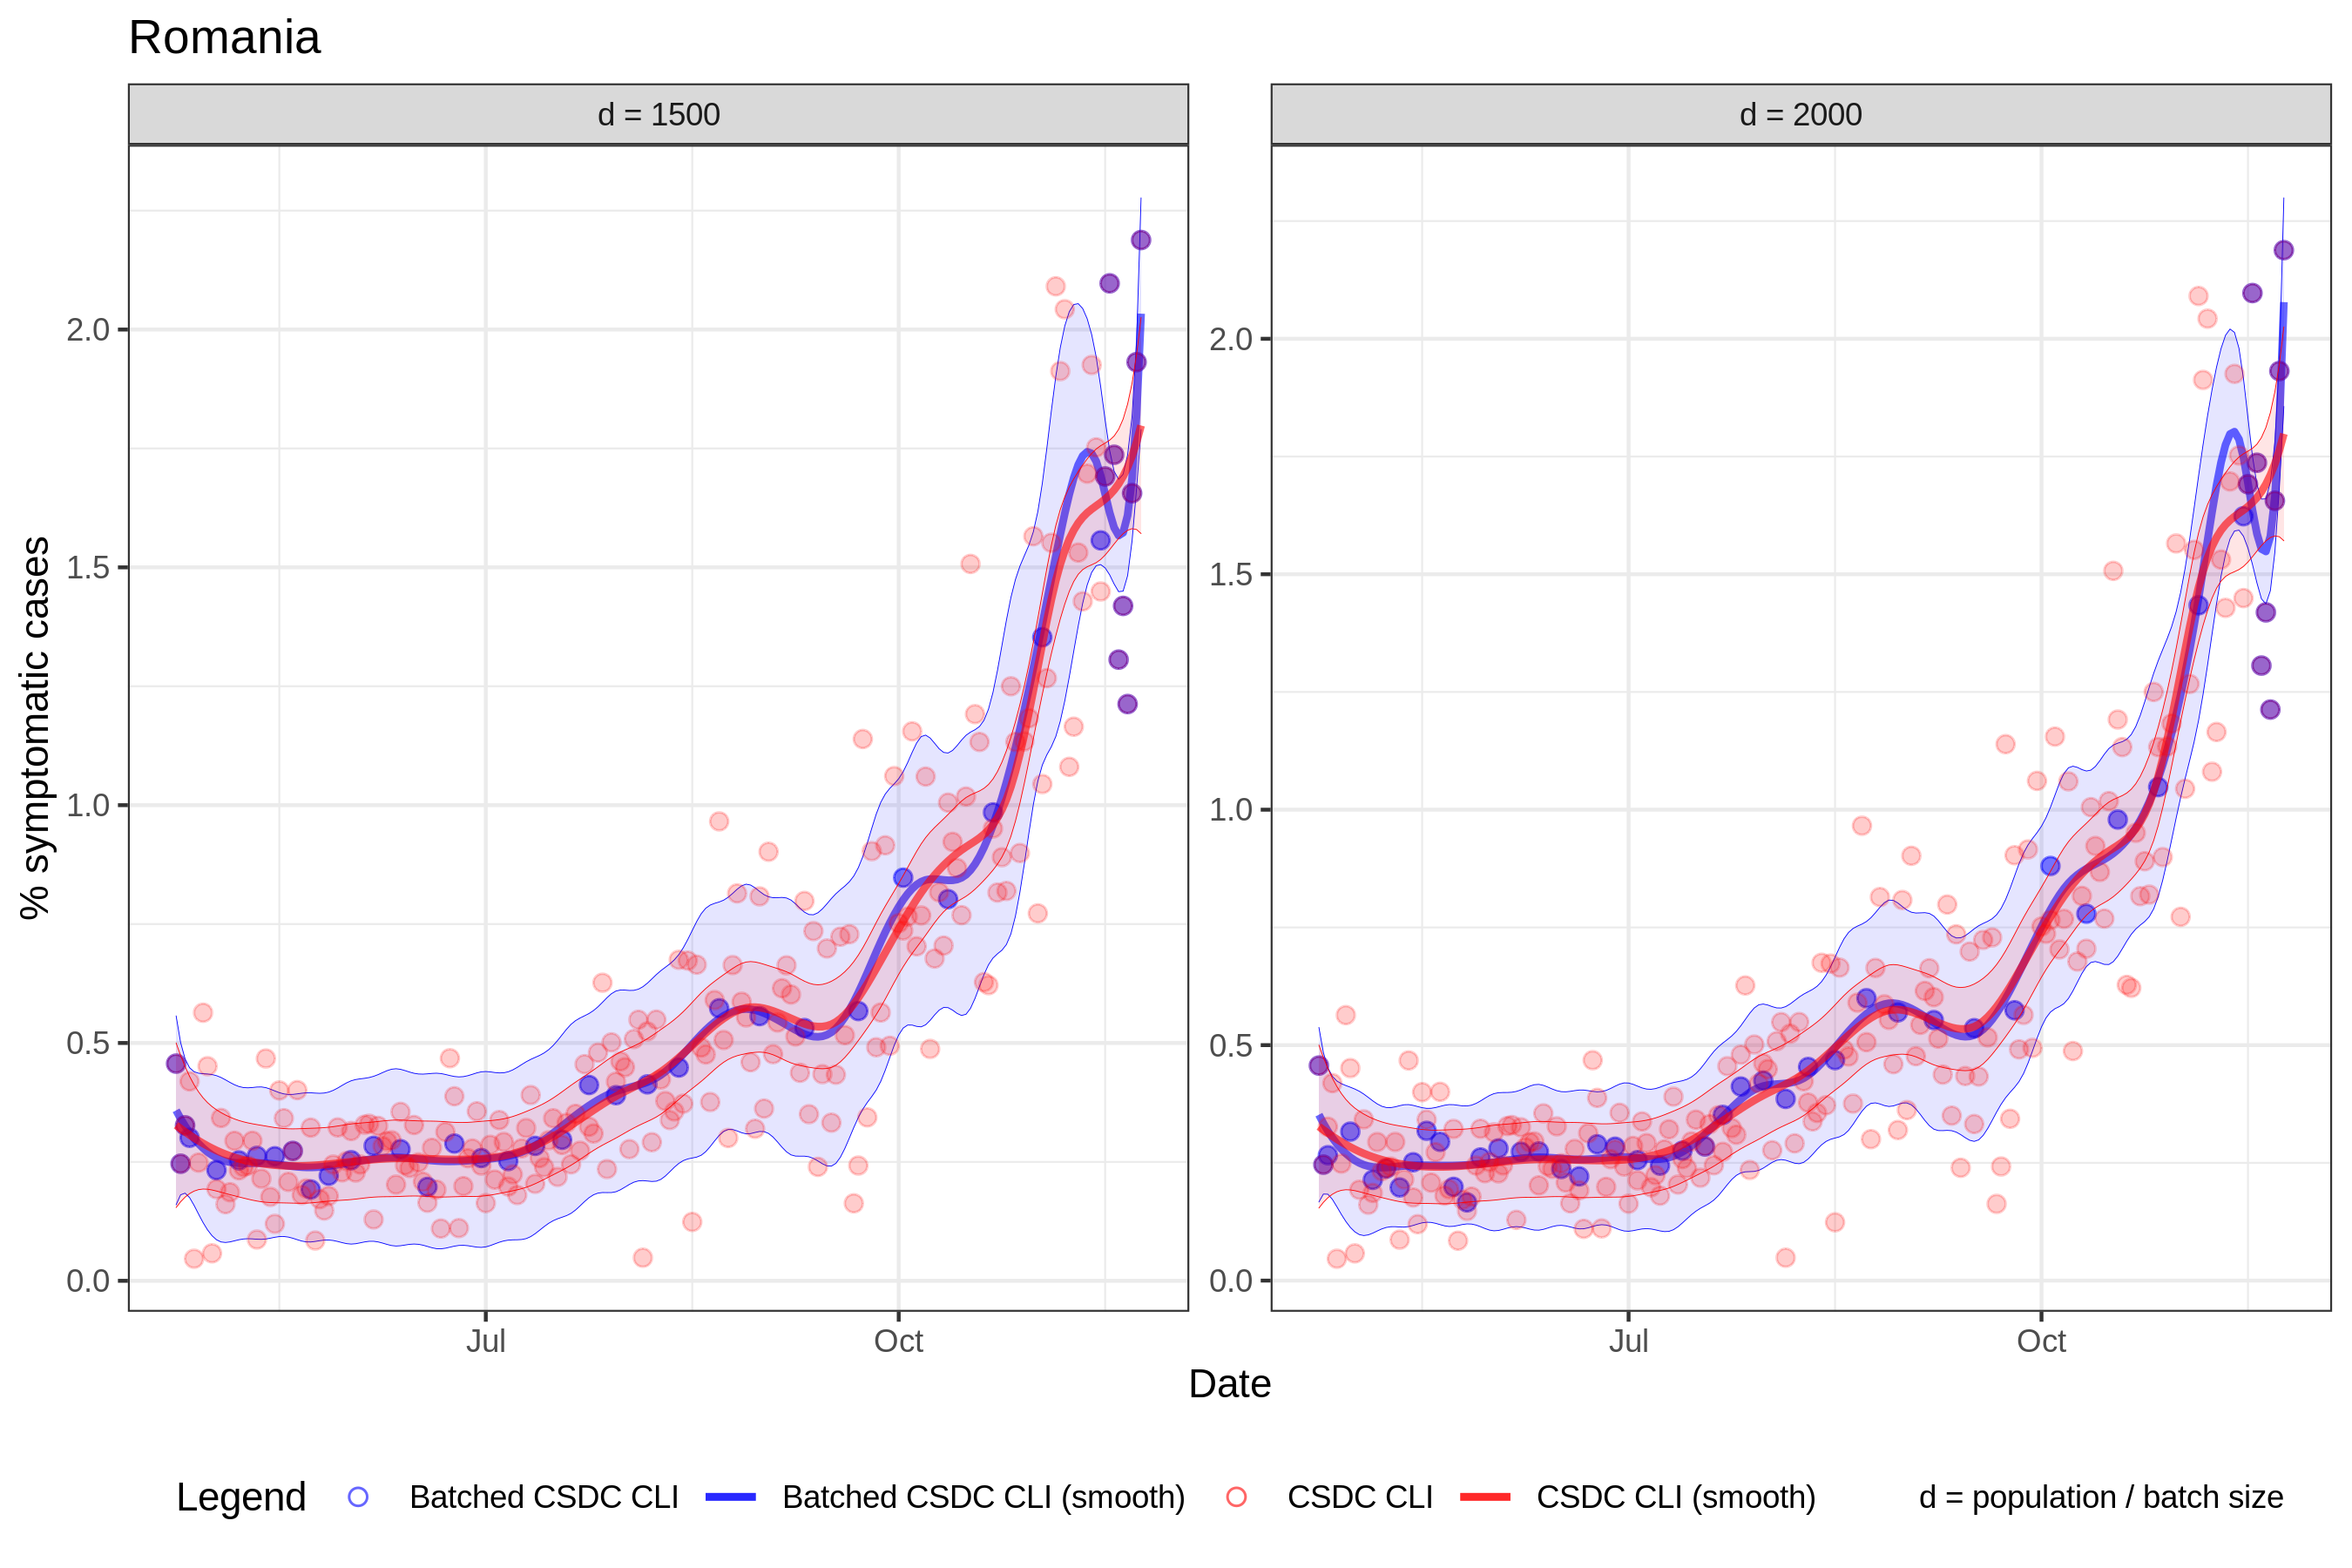 Romania
d = 1500
d = 2000
% symptomatic cases
2.0
1.5
1.0
0.5
0.0
2.0
1.5
1.0
0.5
0.0
Jul
Oct
Jul
Oct
Date
Legend
Batched CSDC CLI
Batched CSDC CLI (smooth)
CSDC CLI
CSDC CLI (smooth)
d = population / batch size